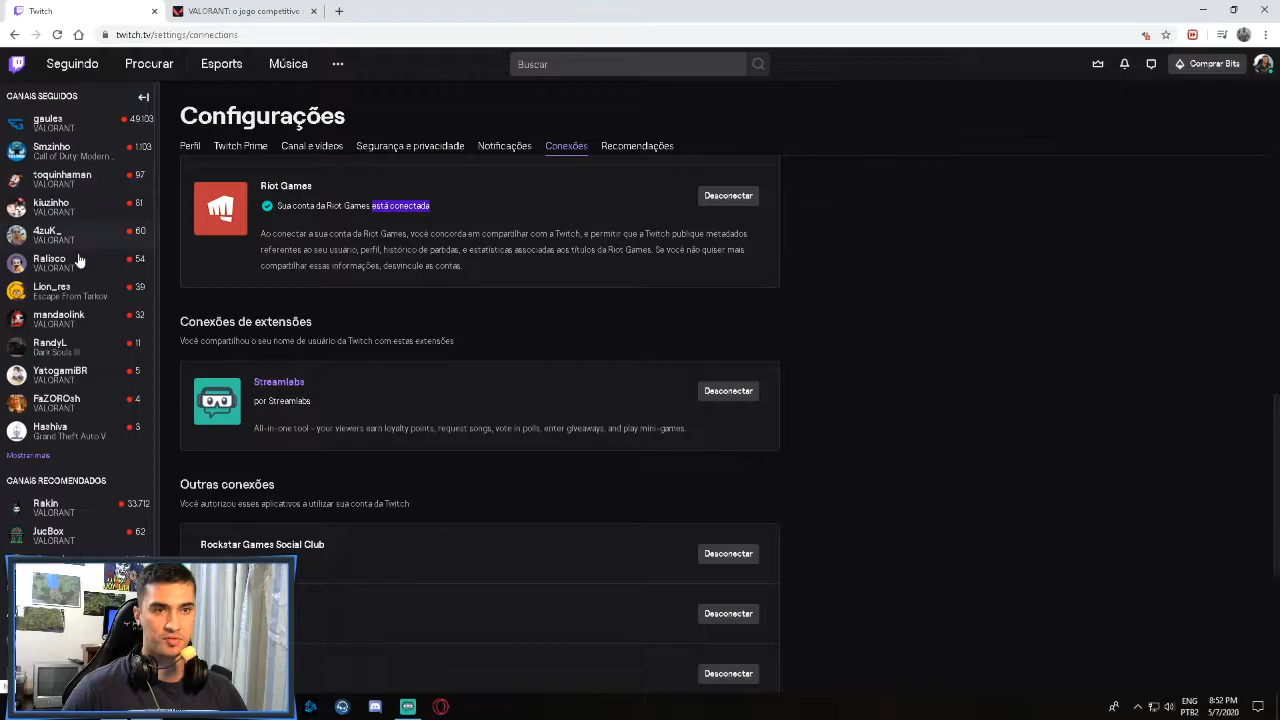 Twitch
VALORANT: o jogo competitivo
twitch.tv/settings/connections
Seguindo
Procurar
Esports
Música
Buscar
Comprar Bits
CANAIS SEGUIDOS
gaules
49.103
VALORANT
Smzinho
1.103
Call of Duty: Modern ...
toquinhaman
97
VALORANT
kiuzinho
81
VALORANT
4zuK_
60
VALORANT
Ralisco
54
VALORANT
Lion_res
39
Escape From Tarkov
mandaolink
32
VALORANT
RandyL
11
Dark Souls III
YatogamiBR
5
VALORANT
FaZOROsh
4
VALORANT
Hashiva
3
Grand Theft Auto V
Mostrar mais
CANAIS RECOMENDADOS
Rakin
33.712
VALORANT
JucBox
62
VALORANT
Configurações
Perfil
Twitch Prime
Canal e vídeos
Segurança e privacidade
Notificações
Conexões
Recomendações
Riot Games
Desconectar
Sua conta da Riot Games está conectada
Ao conectar a sua conta da Riot Games, você concorda em compartilhar com a Twitch, e permitir que a Twitch publique metadados
referentes ao seu usuário, perfil, histórico de partidas, e estatísticas associadas aos títulos da Riot Games. Se você não quiser mais
compartilhar essas informações, desvincule as contas.
Conexões de extensões
Você compartilhou o seu nome de usuário da Twitch com estas extensões
Streamlabs
Desconectar
por Streamlabs
All-in-one tool – your viewers earn loyalty points, request songs, vote in polls, enter giveaways, and play mini-games.
Outras conexões
Você autorizou esses aplicativos a utilizar sua conta da Twitch
Rockstar Games Social Club
Desconectar
Desconectar
Desconectar
ENG
PTB2
8:52 PM
5/7/2020